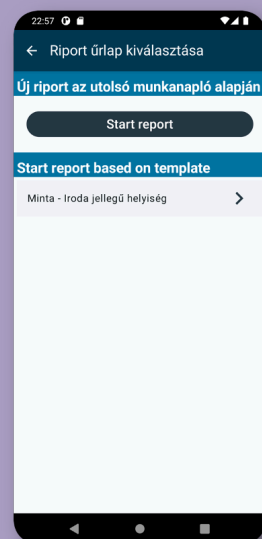 22:57
Riport űrlap kiválasztása
Új riport az utolsó munkanapló alapján
Start report
Start report based on template
Minta - Iroda jellegű helyiség